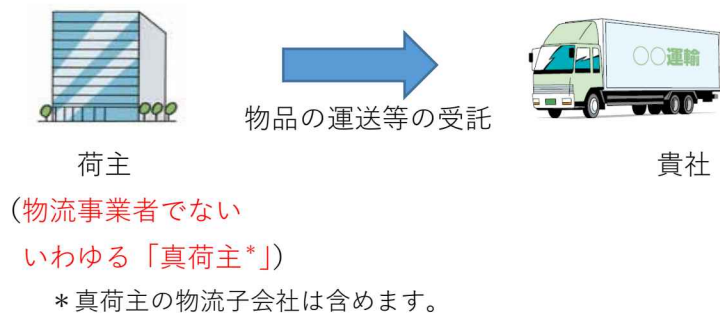 ○○運輸
物品の運送等の受託
荷主
貴社
(物流事業者でない
いわゆる「真荷主*」)
*真荷主の物流子会社は含めます。